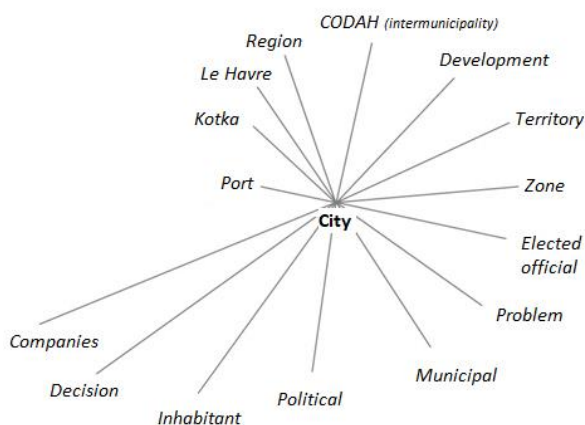 CODAH (intermunicipality)
Region
Development
Le Havre
Kotka
Territory
Port
Zone
City
Elected
official
Problem
Companies
Municipal
Decision
Political
Inhabitant